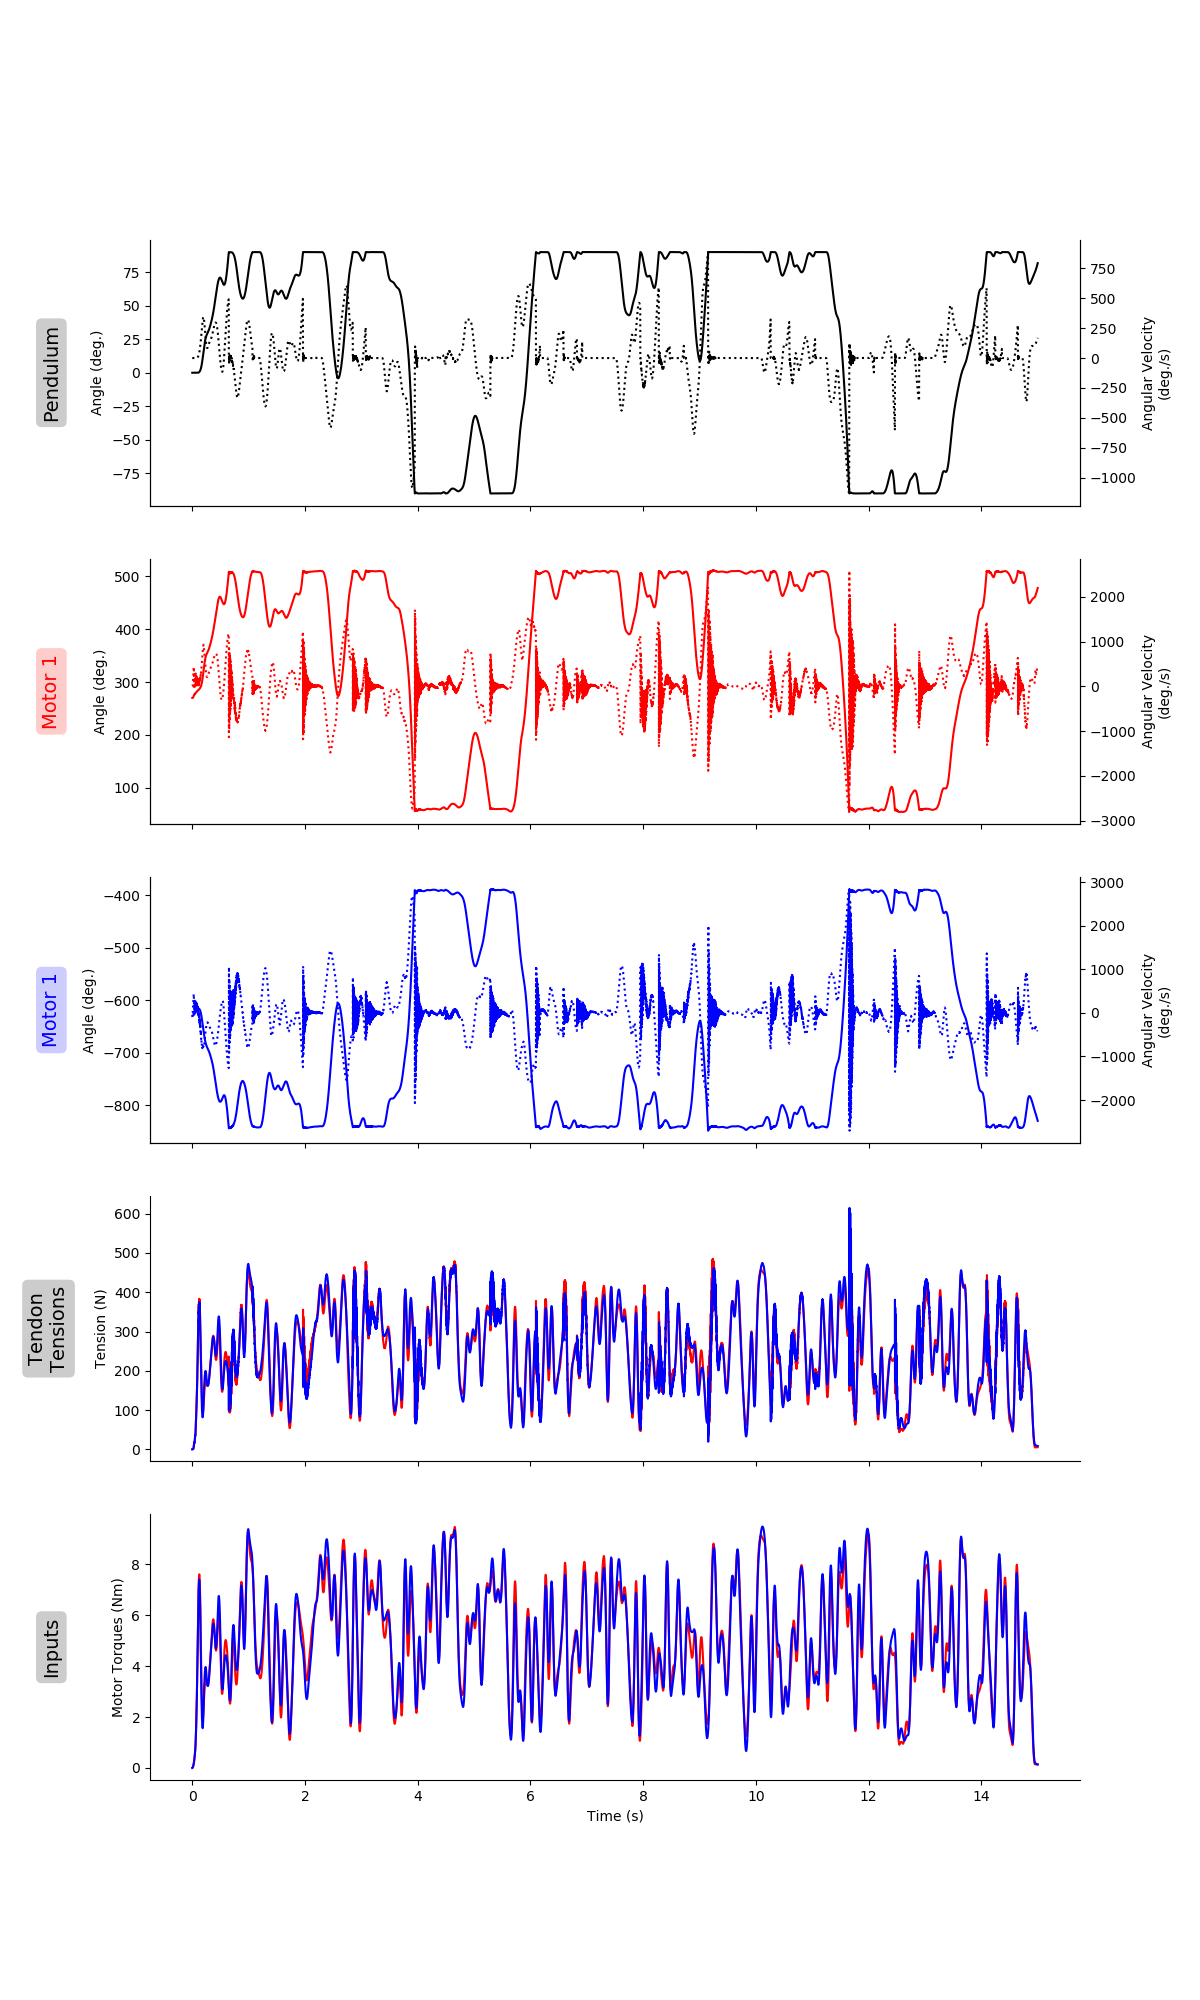 Pendulum
Angle (deg.)
75
50
25
0
−25
−50
−75
750
500
250
0
−250
−500
−750
−1000
Angular Velocity
(deg./s)
Motor 1
Angle (deg.)
500
400
300
200
100
2000
1000
0
−1000
−2000
−3000
Angular Velocity
(deg./s)
Motor 1
Angle (deg.)
−400
−500
−600
−700
−800
3000
2000
1000
0
−1000
−2000
Angular Velocity
(deg./s)
Tendon
Tensions
Tension (N)
600
500
400
300
200
100
0
Inputs
Motor Torques (Nm)
8
6
4
2
0
0 2 4 6 8 10 12 14
Time (s)